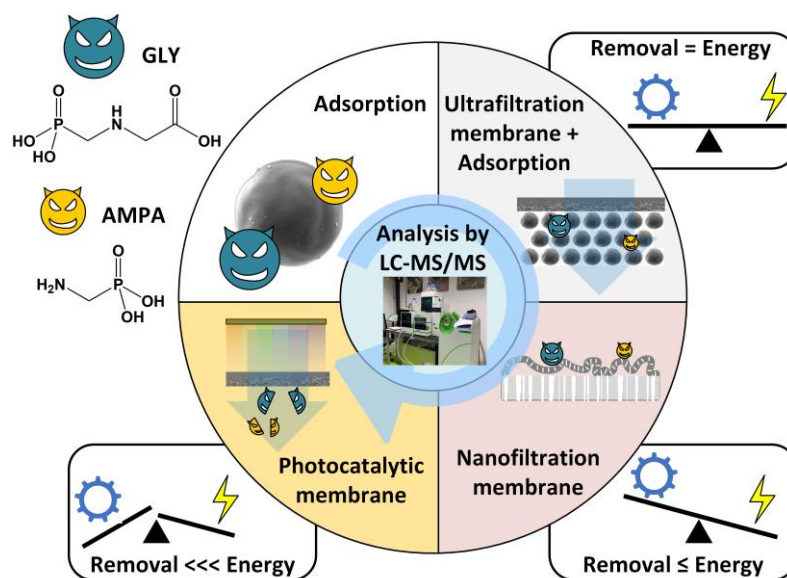 GLY
O
H
P
N
O
HO
HO
OH
AMPA
H₂N
O
P
OH
OH
Adsorption
Ultrafiltration
membrane +
Adsorption
Removal = Energy
Analysis by
LC-MS/MS
Photocatalytic
membrane
Nanofiltration
membrane
Removal <<< Energy
Removal ≤ Energy